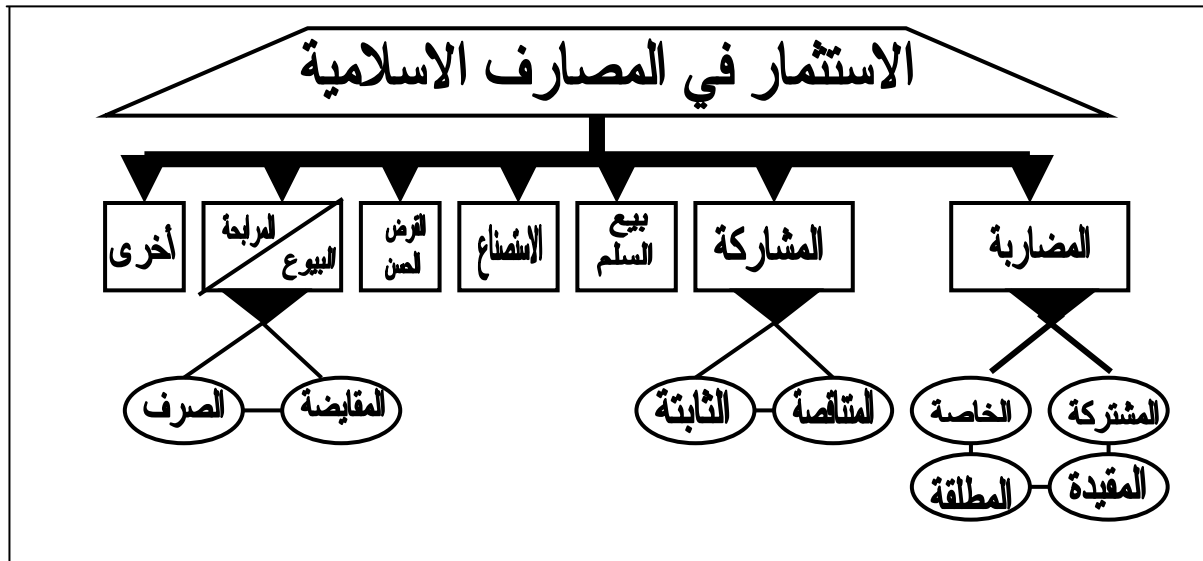 الاستثمار في المصارف الاسلامية
المضاربة
المشاركة
بيع
السلم
الاستصناع
القرض
الحسن
المرابحة
البيوع
أخرى
المشتركة
الخاصة
المقيدة
المطلقة
المتناقصة
الثابتة
المقايضة
الصرف